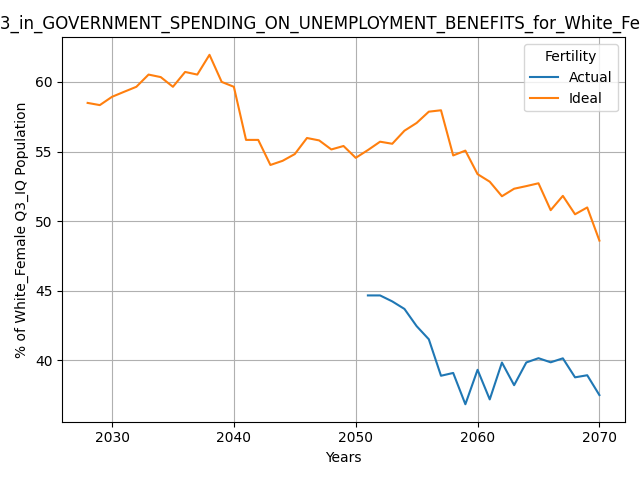 3_in_GOVERNMENT_SPENDING_ON_UNEMPLOYMENT_BENEFITS_for_White_Fe
Fertility
Actual
Ideal
% of White_Female Q3_IQ Population
60
55
50
45
40
2030
2040
2050
2060
2070
Years